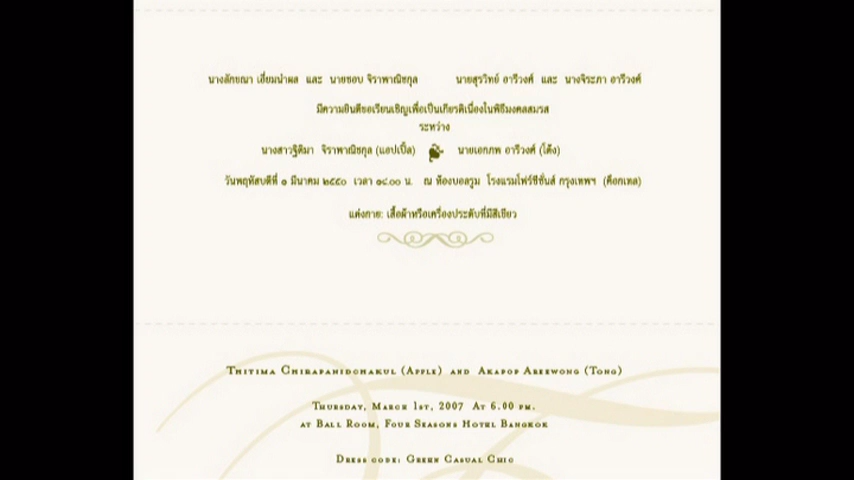 นางลักขณา เอี่ยมนำผล และ นายชอบ จิราพาณิชกุล นายสุรวิทย์ อารีวงศ์ และ นางจิระภา อารีวงศ์
มีความยินดีขอเรียนเชิญเพื่อเป็นเกียรติเนื่องในพิธีมงคลสมรส
ระหว่าง
นางสาวฐิติมา จิราพาณิชกุล (แอปเปิ้ล) นายเอกภพ อารีวงศ์ (โต๊ง)
วันพฤหัสบดีที่ ๑ มีนาคม ๒๕๕๐ เวลา ๑๘.๐๐ น. ณ ห้องบอลรูม โรงแรมโฟร์ซีซั่นส์ กรุงเทพฯ (ค็อกเทล)
แต่งกาย: เสื้อผ้าหรือเครื่องประดับที่มีสีเขียว
Thitima Chirapanidchakul (Apple) and Akapop Areewong (Tong)
Thursday, March 1st, 2007 At 6.00 pm.
at Ball Room, Four Seasons Hotel Bangkok
Dress code: Green Casual Chic